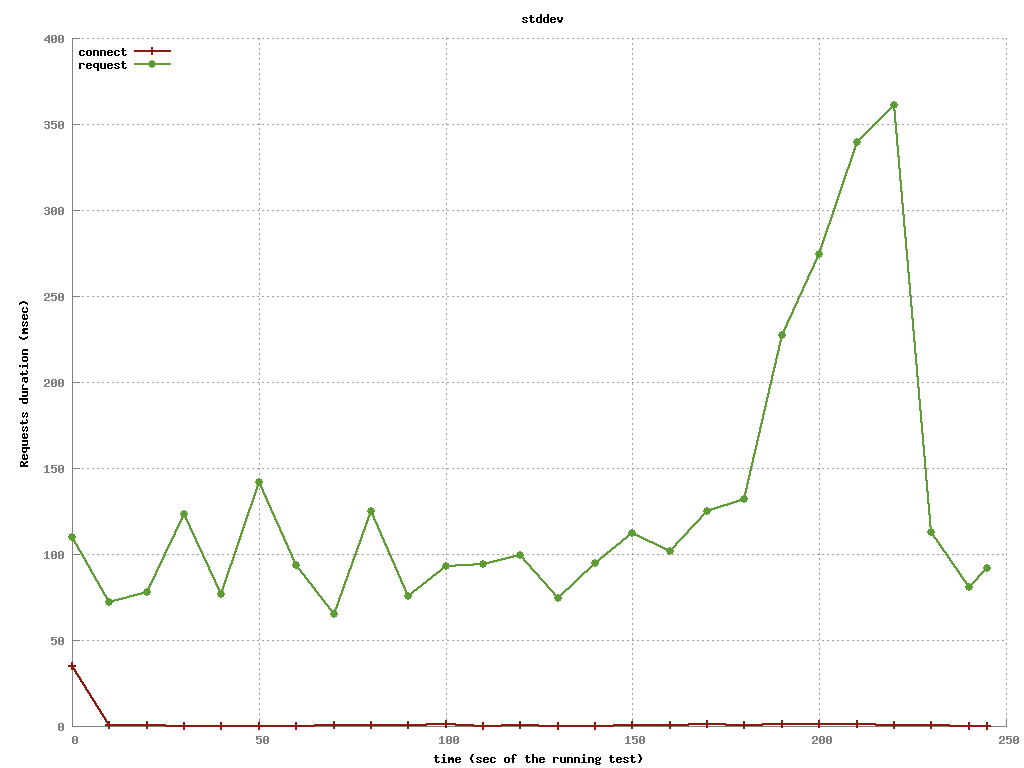 stddev
400
connect
request
350
300
250
200
150
100
50
0
Requests duration (msec)
0 50 100 150 200 250
time (sec of the running test)